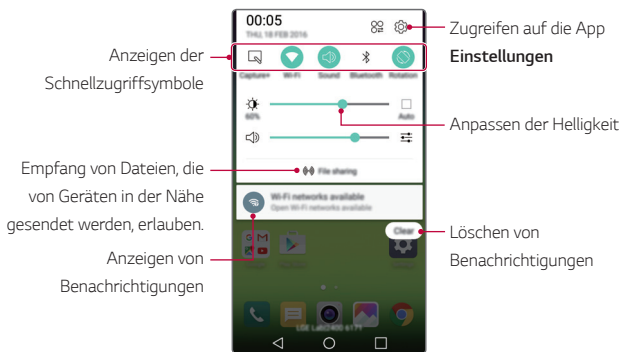 00:05
THU, 18 FEB 2016
Zugreifen auf die App
Einstellungen
Anzeigen der
Schnellzugriffsymbole
Capture+ Wi-Fi Sound Bluetooth Rotation
60% Auto
Anpassen der Helligkeit
File sharing
Empfang von Dateien, die
von Geräten in der Nähe
gesendet werden, erlauben.
Wi-Fi networks available
Open Wi-Fi networks available
Clear
Löschen von
Benachrichtigungen
Anzeigen von
Benachrichtigungen